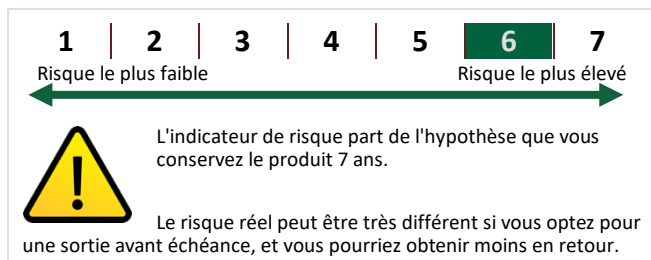 1 2 3 4 5 6 7
Risque le plus faible Risque le plus élevé
L'indicateur de risque part de l'hypothèse que vous
conservez le produit 7 ans.
Le risque réel peut être très différent si vous optez pour
une sortie avant échéance, et vous pourriez obtenir moins en retour.